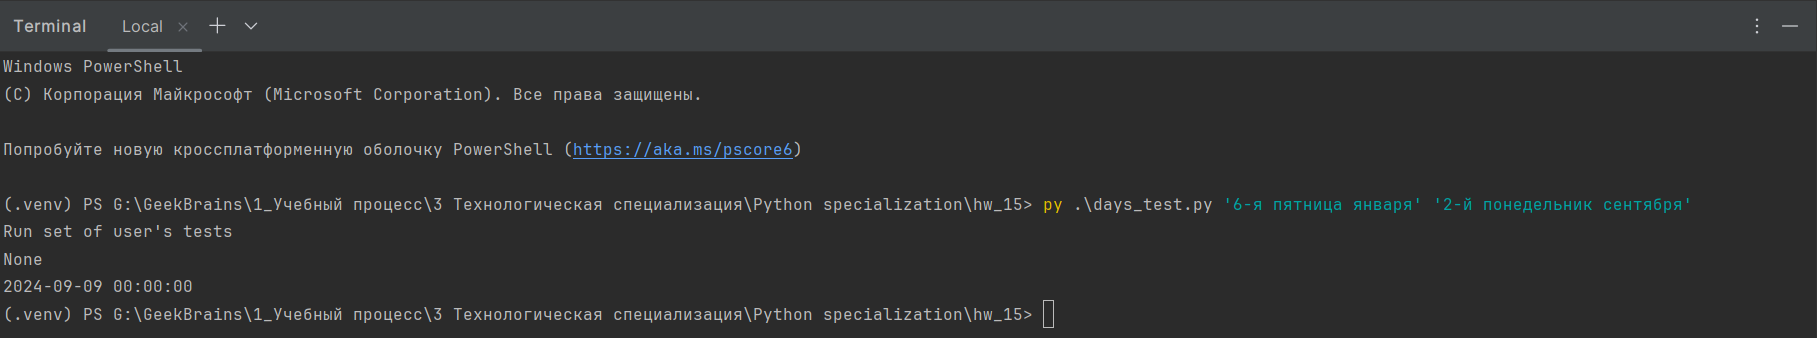 Terminal Local
Windows PowerShell
(C) Корпорация Майкрософт (Microsoft Corporation). Все права защищены.
Попробуйте новую кроссплатформенную оболочку PowerShell (https://aka.ms/pscore6)
(.venv) PS G:\GeekBrains\1_Учебный процесс\3 Технологическая специализация\Python specialization\hw_15> py .\days_test.py '6-я пятница января' '2-й понедельник сентября'
Run set of user's tests
None
2024-09-09 00:00:00
(.venv) PS G:\GeekBrains\1_Учебный процесс\3 Технологическая специализация\Python specialization\hw_15>